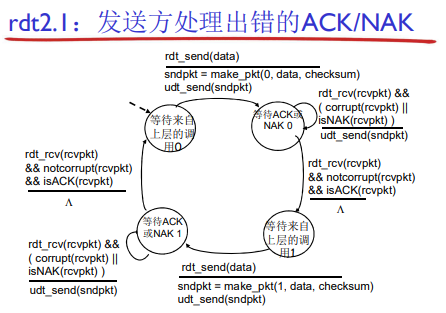 rdt2.1：发送方处理出错的ACK/NAK
rdt_send(data)
sndpkt = make_pkt(0, data, checksum)
udt_send(sndpkt)
等待来自
上层的调
用0
等待ACK或
NAK 0
rdt_rcv(rcvpkt) &&
( corrupt(rcvpkt) ||
isNAK(rcvpkt) )
udt_send(sndpkt)
rdt_rcv(rcvpkt)
&& notcorrupt(rcvpkt)
&& isACK(rcvpkt)
Λ
rdt_rcv(rcvpkt)
&& notcorrupt(rcvpkt)
&& isACK(rcvpkt)
Λ
等待ACK
或NAK 1
等待来自
上层的调
用1
rdt_rcv(rcvpkt) &&
( corrupt(rcvpkt) ||
isNAK(rcvpkt) )
udt_send(sndpkt)
rdt_send(data)
sndpkt = make_pkt(1, data, checksum)
udt_send(sndpkt)